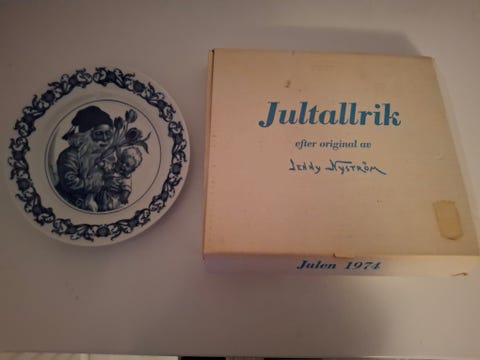 Jultallrik
efter original av
Jenny Nyström
Julen 1974